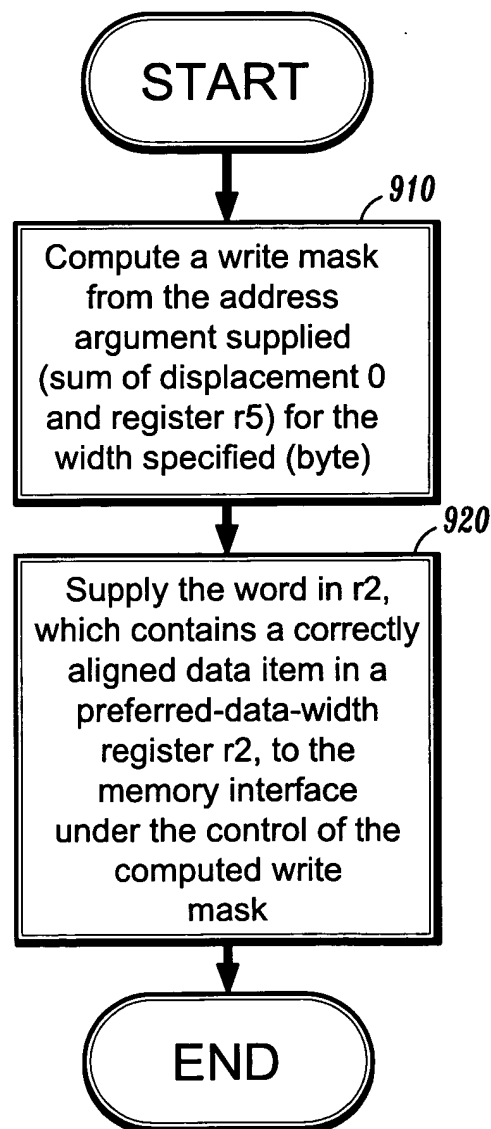 START
910
Compute a write mask
from the address
argument supplied
(sum of displacement 0
and register r5) for the
width specified (byte)
920
Supply the word in r2,
which contains a correctly
aligned data item in a
preferred-data-width
register r2, to the
memory interface
under the control of the
computed write
mask
END